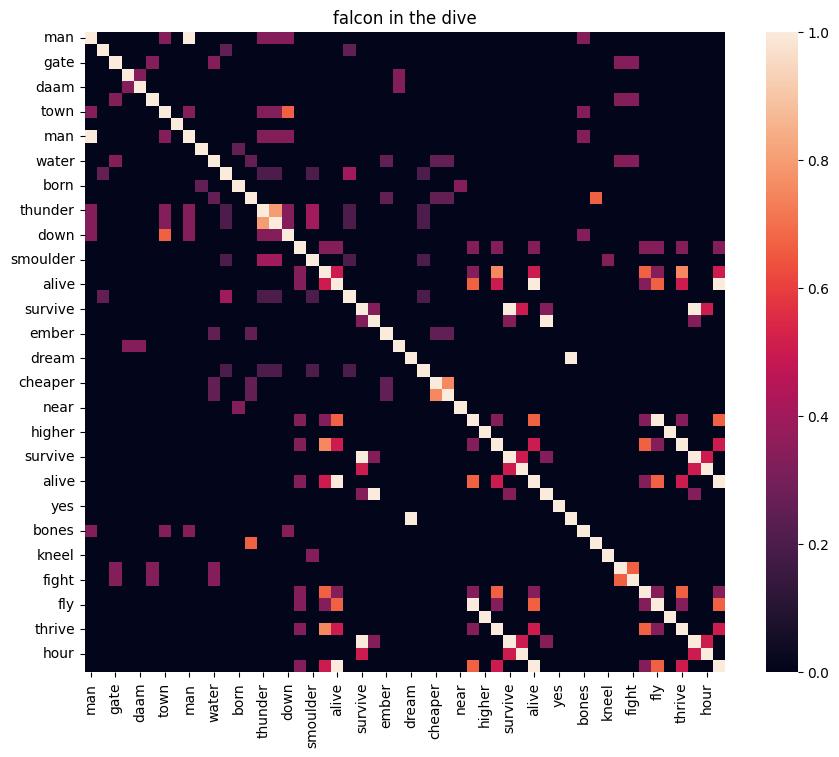 falcon in the dive
man
gate
daam
town
man
water
born
thunder
down
smoulder
alive
survive
ember
dream
cheaper
near
higher
survive
alive
yes
bones
kneel
fight
fly
thrive
hour
man
gate
daam
town
man
water
born
thunder
down
smoulder
alive
survive
ember
dream
cheaper
near
higher
survive
alive
yes
bones
kneel
fight
fly
thrive
hour
1.0
0.8
0.6
0.4
0.2
0.0